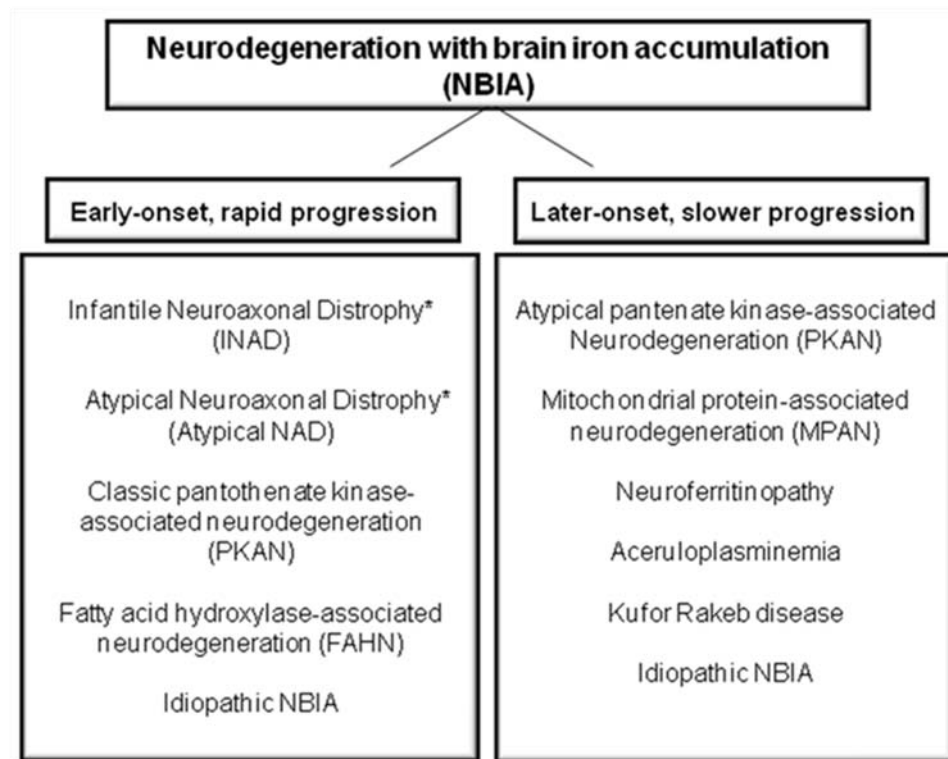 Neurodegeneration with brain iron accumulation
(NBIA)
Early-onset, rapid progression
Infantile Neuroaxonal Distrophy*
(INAD)
Atypical Neuroaxonal Distrophy*
(Atypical NAD)
Classic pantothenate kinase-
associated neurodegeneration
(PKAN)
Fatty acid hydroxylase-associated
neurodegeneration (FAHN)
Idiopathic NBIA
Later-onset, slower progression
Atypical pantenate kinase-associated
Neurodegeneration (PKAN)
Mitochondrial protein-associated
neurodegeneration (MPAN)
Neuroferritinopathy
Aceruloplasminemia
Kufor Rakeb disease
Idiopathic NBIA